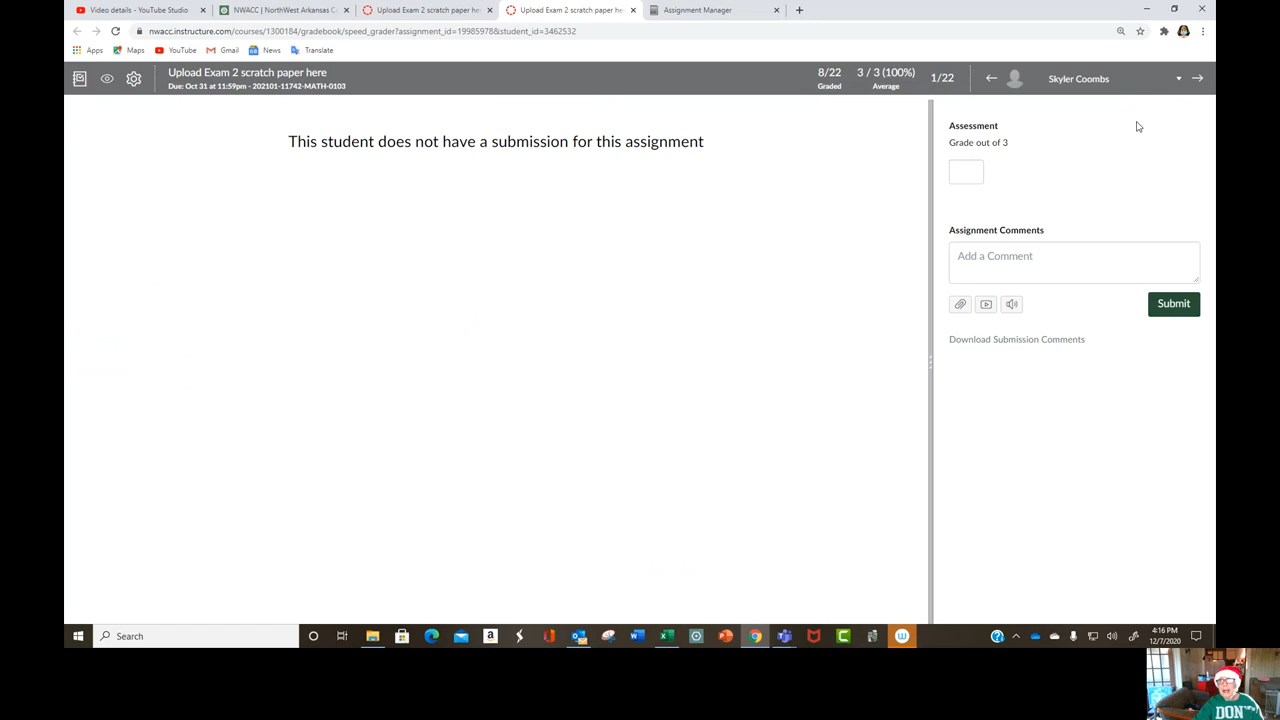 Video details - YouTube Studio
NWACC | NorthWest Arkansas C
Upload Exam 2 scratch paper he
Upload Exam 2 scratch paper he
Assignment Manager
nwacc.instructure.com/courses/1300184/gradebook/speed_grader?assignment_id=19985978&student_id=3462532
Apps
Maps
YouTube
Gmail
News
Translate
Upload Exam 2 scratch paper here
Due: Oct 31 at 11:59pm - 202101-11742-MATH-0103
8/22
Graded
3 / 3 (100%)
Average
1/22
Skyler Coombs
This student does not have a submission for this assignment
Assessment
Grade out of 3
Assignment Comments
Add a Comment
Submit
Download Submission Comments
Search
4:16 PM
12/7/2020
DON'T